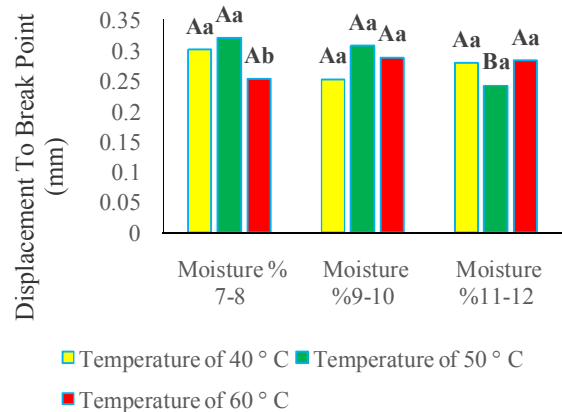 Displacement To Break Point
(mm)
0.35
0.3
0.25
0.2
0.15
0.1
0.05
0
Aa Aa Ab Aa Aa Aa Aa Ba Aa
Moisture % Moisture Moisture
7-8 %9-10 %11-12
Temperature of 40 ° C Temperature of 50 ° C
Temperature of 60 ° C